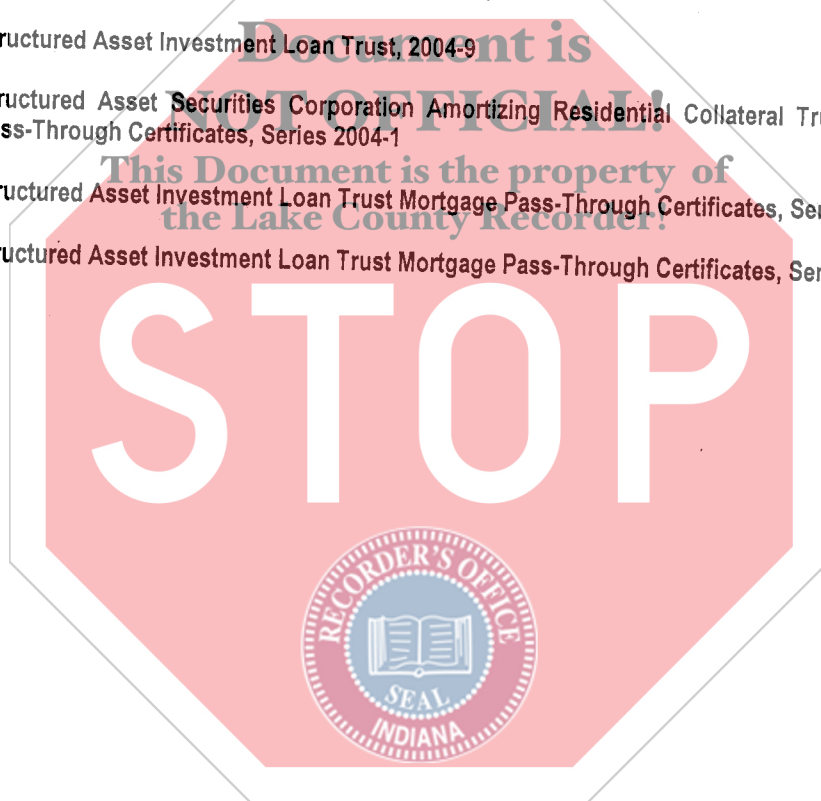 ructured Asset Investment Loan Trust, 2004-9
Document is
NOT OFFICIAL!
ructured Asset Securities Corporation Amortizing Residential Collateral Tru
ss-Through Certificates, Series 2004-1
This Document is the property of
ructured Asset Investment Loan Trust Mortgage Pass-Through Certificates, Ser
the Lake County Recorder!
ructured Asset Investment Loan Trust Mortgage Pass-Through Certificates, Ser
STOP
RECORDER'S OFFICE
SEAL
INDIANA